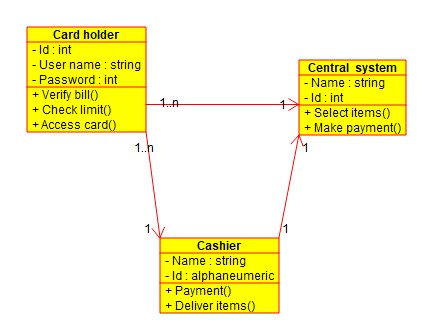 Card holder
- Id : int
- User name : string
- Password : int
+ Verify bill()
+ Check limit()
+ Access card()
Central  system
- Name : string
- Id : int
+ Select items()
+ Make payment()
1..n
1
1..n
1
1
1
Cashier
- Name : string
- Id : alphaneumeric
+ Payment()
+ Deliver items()